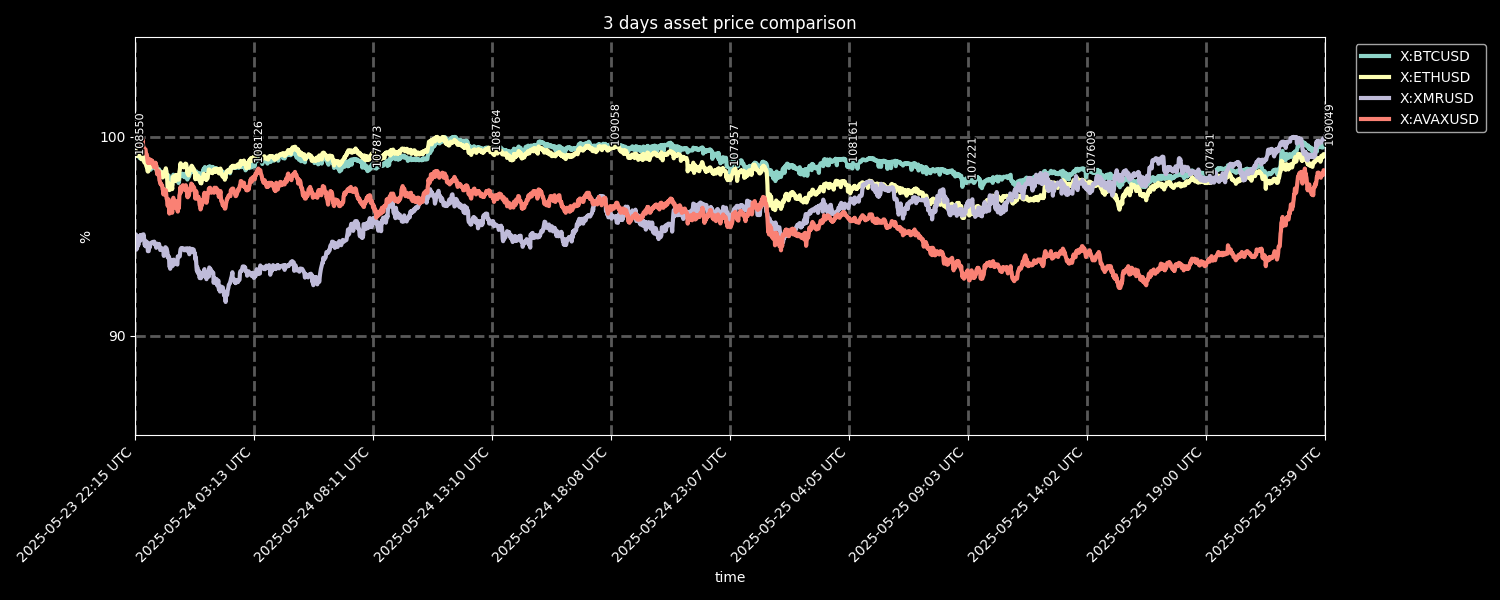 3 days asset price comparison
X:BTCUSD
X:ETHUSD
X:XMRUSD
X:AVAXUSD
108550
108126
107873
108764
109058
107957
108161
107221
107609
107451
109049
100
90
%
2025-05-23 22:15 UTC
2025-05-24 03:13 UTC
2025-05-24 08:11 UTC
2025-05-24 13:10 UTC
2025-05-24 18:08 UTC
2025-05-24 23:07 UTC
2025-05-25 04:05 UTC
2025-05-25 09:03 UTC
2025-05-25 14:02 UTC
2025-05-25 19:00 UTC
2025-05-25 23:59 UTC
time